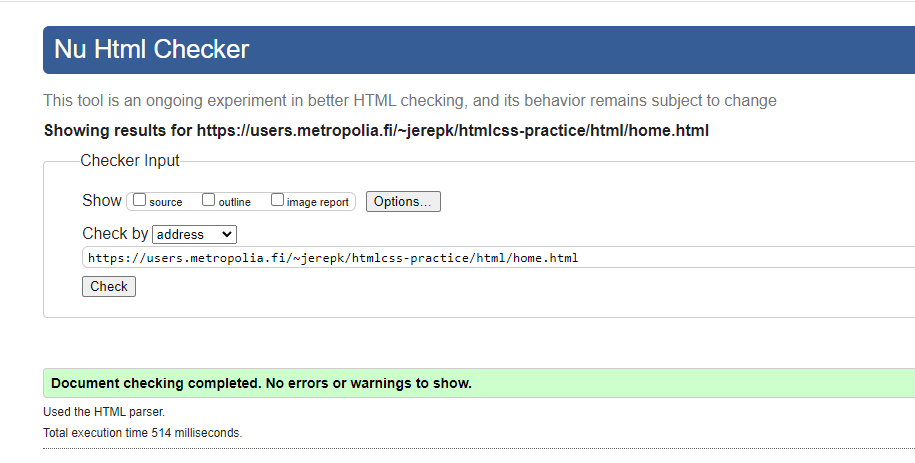 Nu Html Checker
This tool is an ongoing experiment in better HTML checking, and its behavior remains subject to change
Showing results for https://users.metropolia.fi/~jerepk/htmlcss-practice/html/home.html
Checker Input
Show source outline image report Options...
Check by address
https://users.metropolia.fi/~jerepk/htmlcss-practice/html/home.html
Check
Document checking completed. No errors or warnings to show.
Used the HTML parser.
Total execution time 514 milliseconds.